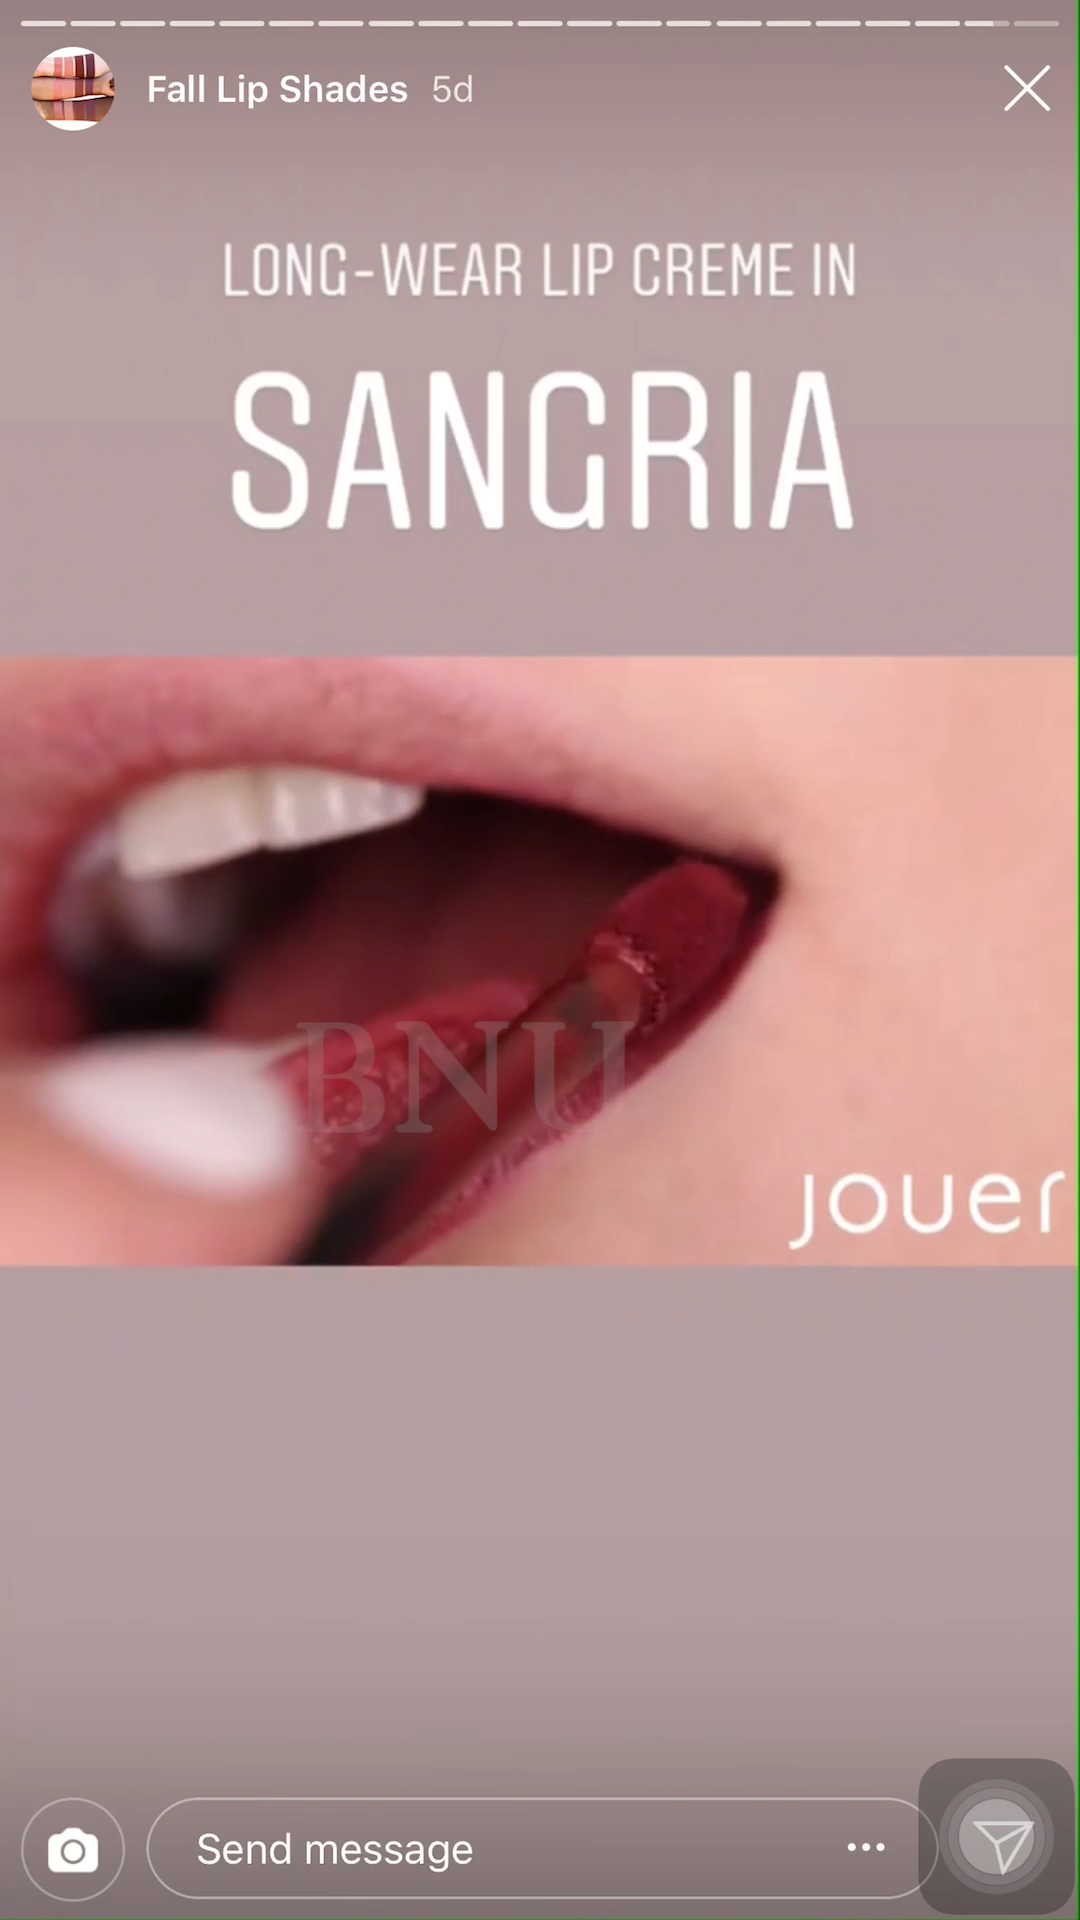 Fall Lip Shades 5d
LONG-WEAR LIP CREME IN
SANGRIA
BNU
Jouer
Send message